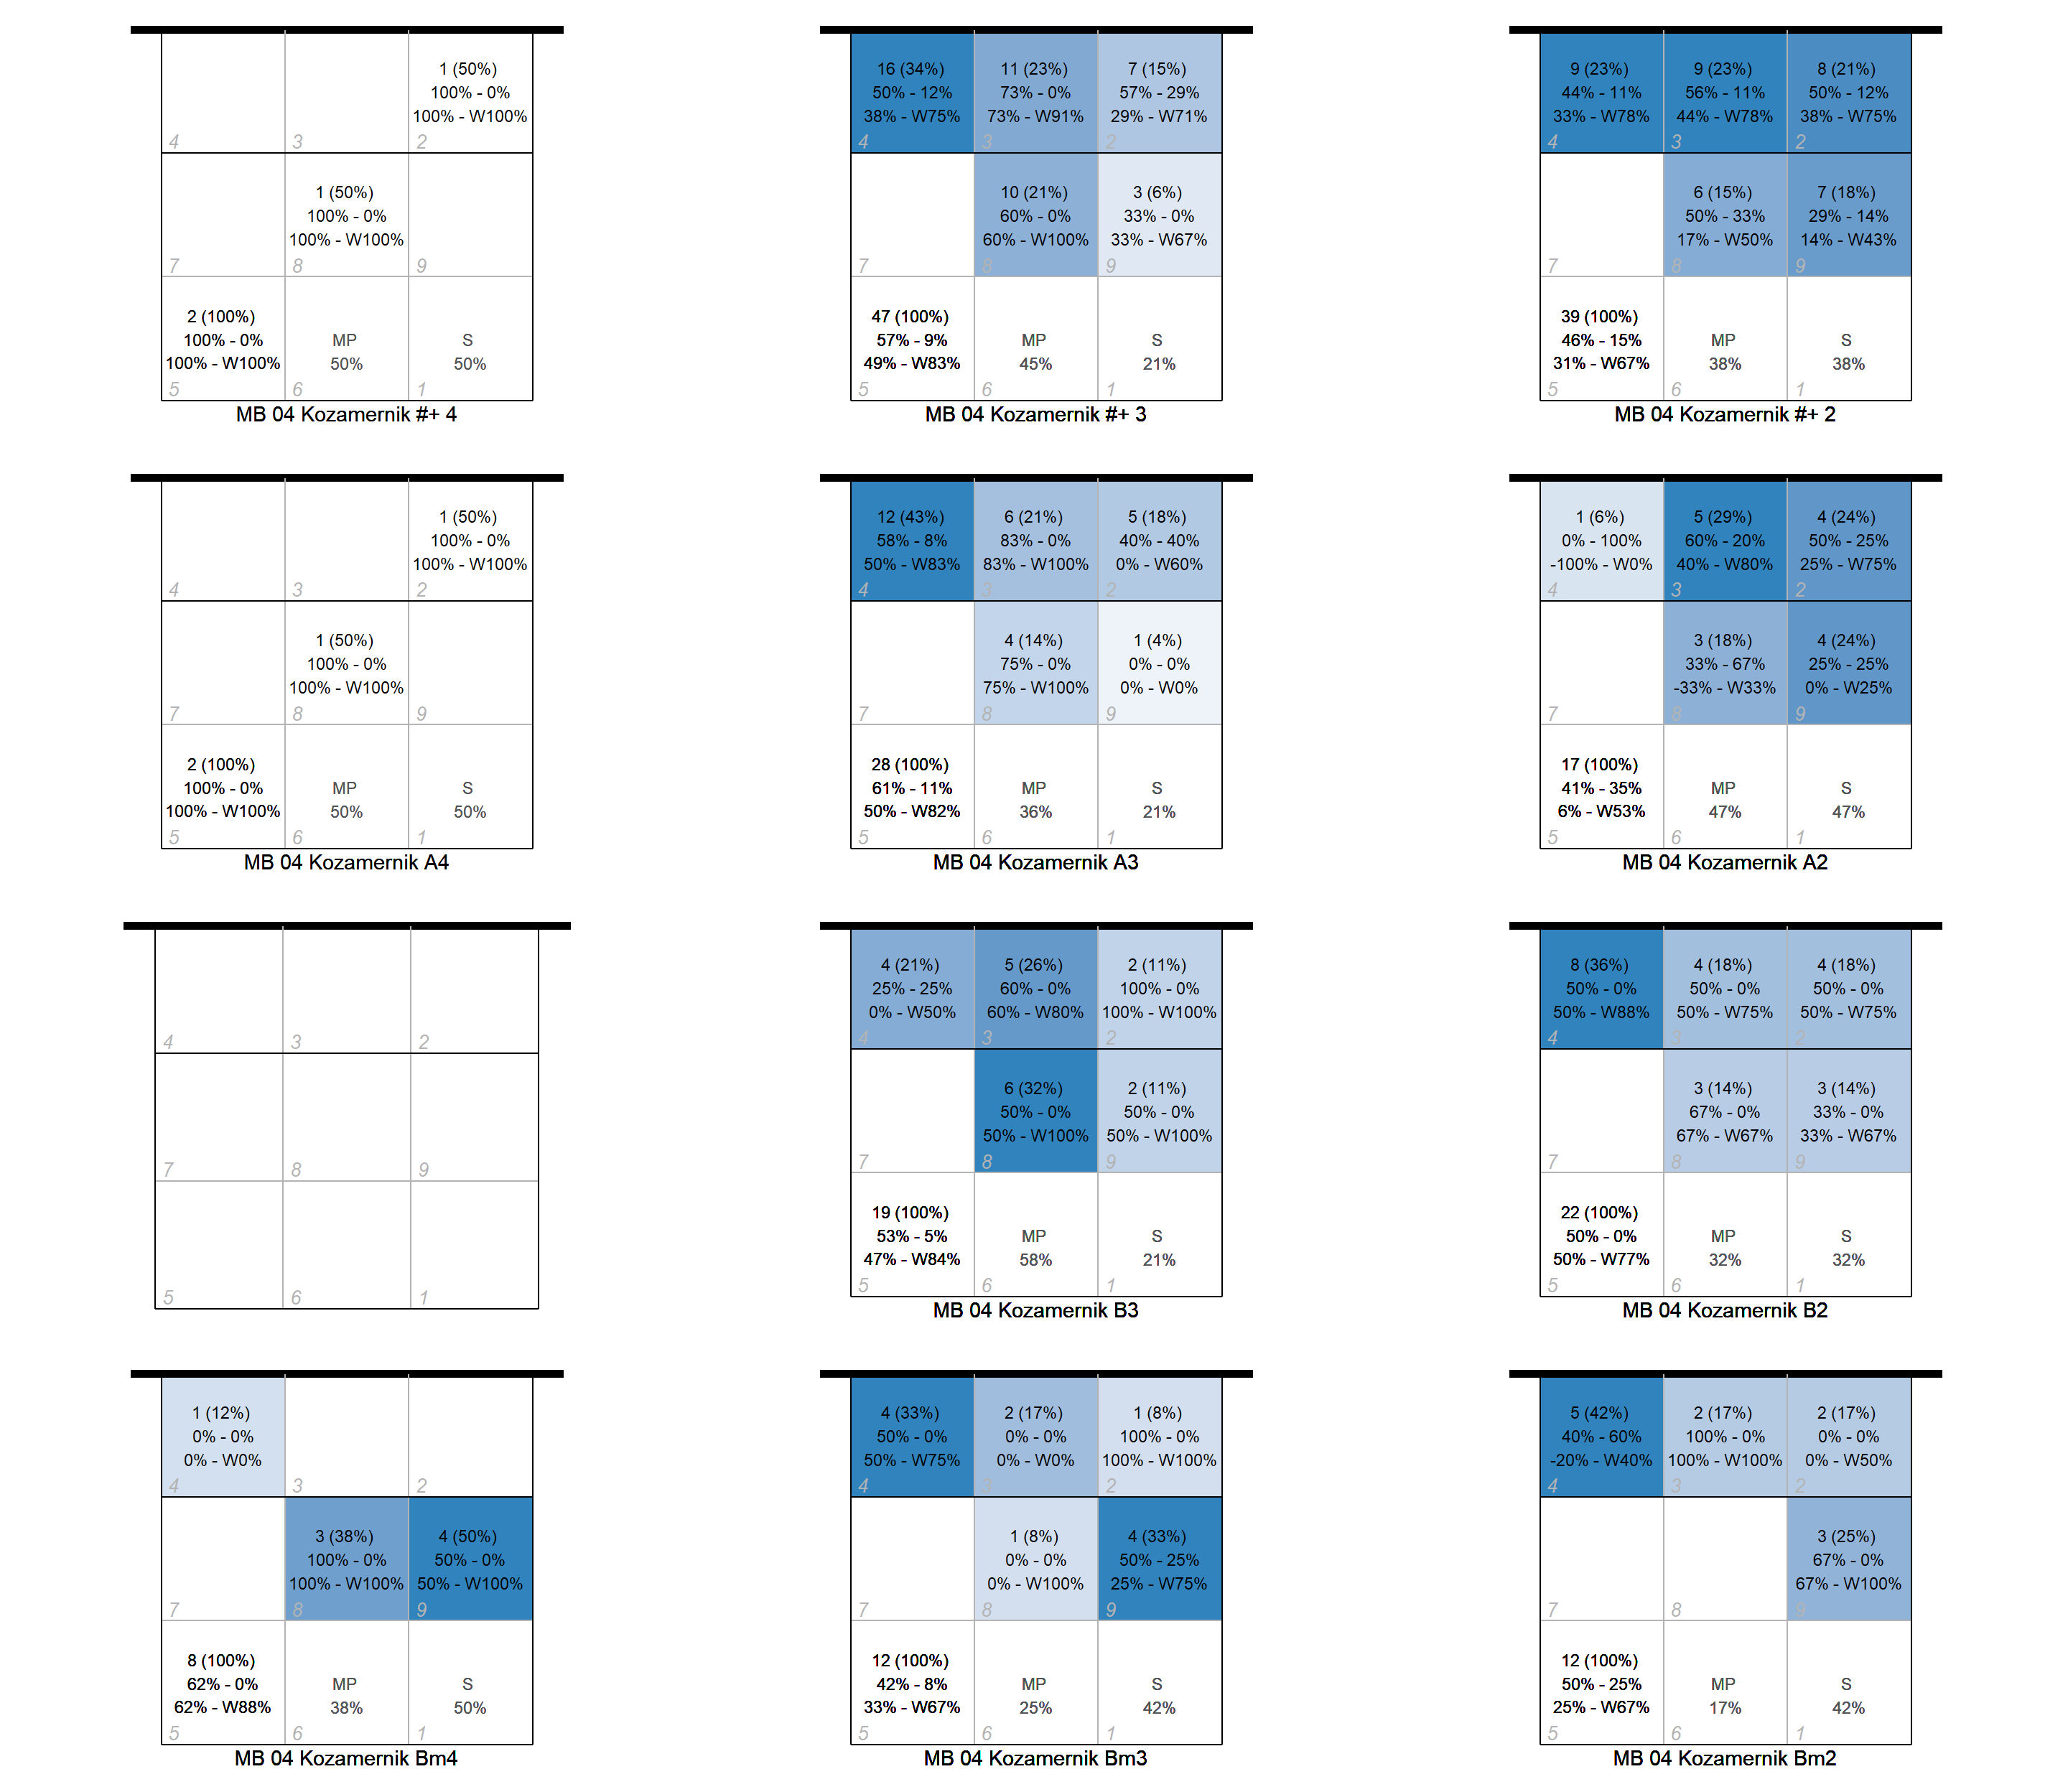 1 (50%)
100% - 0%
100% - W100%
4
3
2
1 (50%)
100% - 0%
100% - W100%
7
8
9
2 (100%)
100% - 0%
100% - W100%
MP
50%
S
50%
5
6
1
MB 04 Kozamernik #+ 4
16 (34%)
50% - 12%
38% - W75%
11 (23%)
73% - 0%
73% - W91%
7 (15%)
57% - 29%
29% - W71%
4
3
2
10 (21%)
60% - 0%
60% - W100%
3 (6%)
33% - 0%
33% - W67%
7
8
9
47 (100%)
57% - 9%
49% - W83%
MP
45%
S
21%
5
6
1
MB 04 Kozamernik #+ 3
9 (23%)
44% - 11%
33% - W78%
9 (23%)
56% - 11%
44% - W78%
8 (21%)
50% - 12%
38% - W75%
4
3
2
6 (15%)
50% - 33%
17% - W50%
7 (18%)
29% - 14%
14% - W43%
7
8
9
39 (100%)
46% - 15%
31% - W67%
MP
38%
S
38%
5
6
1
MB 04 Kozamernik #+ 2
1 (50%)
100% - 0%
100% - W100%
4
3
2
1 (50%)
100% - 0%
100% - W100%
7
8
9
2 (100%)
100% - 0%
100% - W100%
MP
50%
S
50%
5
6
1
MB 04 Kozamernik A4
12 (43%)
58% - 8%
50% - W83%
6 (21%)
83% - 0%
83% - W100%
5 (18%)
40% - 40%
0% - W60%
4
3
2
4 (14%)
75% - 0%
75% - W100%
1 (4%)
0% - 0%
0% - W0%
7
8
9
28 (100%)
61% - 11%
50% - W82%
MP
36%
S
21%
5
6
1
MB 04 Kozamernik A3
1 (6%)
0% - 100%
-100% - W0%
5 (29%)
60% - 20%
40% - W80%
4 (24%)
50% - 25%
25% - W75%
4
3
2
3 (18%)
33% - 67%
-33% - W33%
4 (24%)
25% - 25%
0% - W25%
7
8
9
17 (100%)
41% - 35%
6% - W53%
MP
47%
S
47%
5
6
1
MB 04 Kozamernik A2
4
3
2
7
8
9
5
6
1
4 (21%)
25% - 25%
0% - W50%
5 (26%)
60% - 0%
60% - W80%
2 (11%)
100% - 0%
100% - W100%
4
3
2
6 (32%)
50% - 0%
50% - W100%
2 (11%)
50% - 0%
50% - W100%
7
8
9
19 (100%)
53% - 5%
47% - W84%
MP
58%
S
21%
5
6
1
MB 04 Kozamernik B3
8 (36%)
50% - 0%
50% - W88%
4 (18%)
50% - 0%
50% - W75%
4 (18%)
50% - 0%
50% - W75%
4
3
2
3 (14%)
67% - 0%
67% - W67%
3 (14%)
33% - 0%
33% - W67%
7
8
9
22 (100%)
50% - 0%
50% - W77%
MP
32%
S
32%
5
6
1
MB 04 Kozamernik B2
1 (12%)
0% - 0%
0% - W0%
4
3
2
3 (38%)
100% - 0%
100% - W100%
4 (50%)
50% - 0%
50% - W100%
7
8
9
8 (100%)
62% - 0%
62% - W88%
MP
38%
S
50%
5
6
1
MB 04 Kozamernik Bm4
4 (33%)
50% - 0%
50% - W75%
2 (17%)
0% - 0%
0% - W0%
1 (8%)
100% - 0%
100% - W100%
4
3
2
1 (8%)
0% - 0%
0% - W100%
4 (33%)
50% - 25%
25% - W75%
7
8
9
12 (100%)
42% - 8%
33% - W67%
MP
25%
S
42%
5
6
1
MB 04 Kozamernik Bm3
5 (42%)
40% - 60%
-20% - W40%
2 (17%)
100% - 0%
100% - W100%
2 (17%)
0% - 0%
0% - W50%
4
3
2
3 (25%)
67% - 0%
67% - W100%
7
8
9
12 (100%)
50% - 25%
25% - W67%
MP
17%
S
42%
5
6
1
MB 04 Kozamernik Bm2